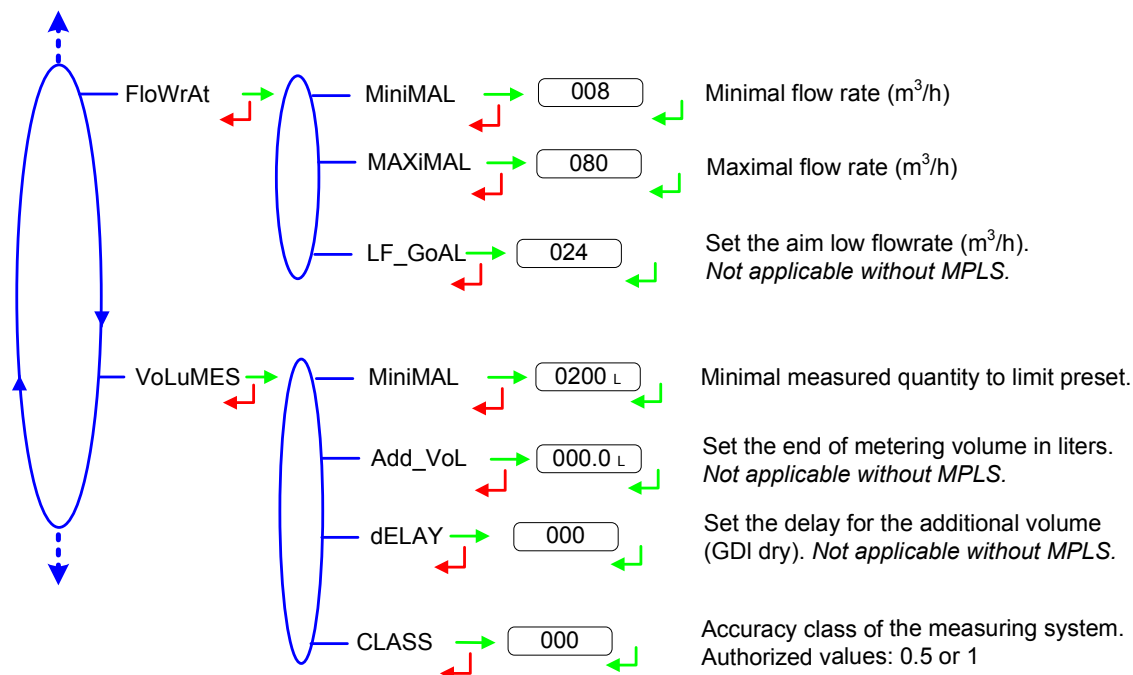 FloWrAt
MiniMAL 008 Minimal flow rate (m³/h)
MAXiMAL 080 Maximal flow rate (m³/h)
LF_GoAL 024 Set the aim low flowrate (m³/h).
Not applicable without MPLS.
VoLuMES
MiniMAL 0200 L Minimal measured quantity to limit preset.
Add_VoL 000.0 L Set the end of metering volume in liters.
Not applicable without MPLS.
dELAY 000 Set the delay for the additional volume
(GDI dry). Not applicable without MPLS.
CLASS 000 Accuracy class of the measuring system.
Authorized values: 0.5 or 1